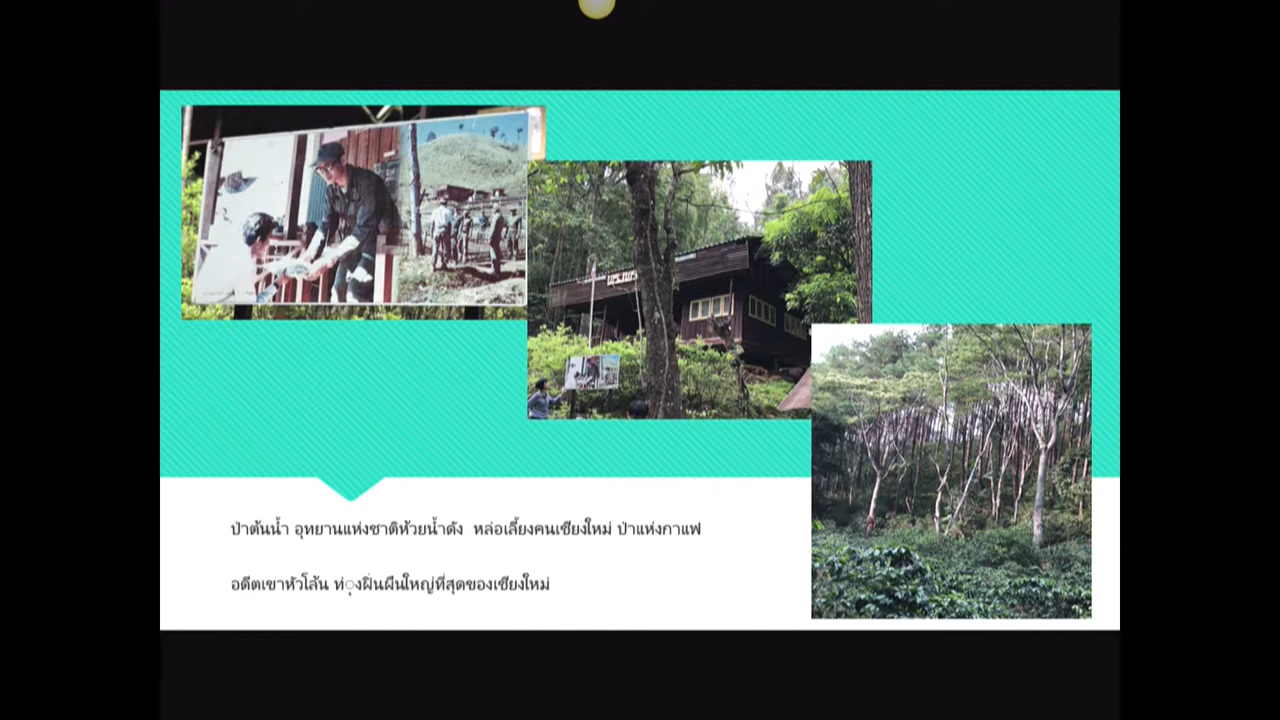 ป่าต้นน้ำ อุทยานแห่งชาติห้วยน้ำดัง หล่อเลี้ยงคนเชียงใหม่ ป่าแห่งกาแฟ
อดีตเขาหัวโล้น ทุ่งฝิ่นผืนใหญ่ที่สุดของเชียงใหม่